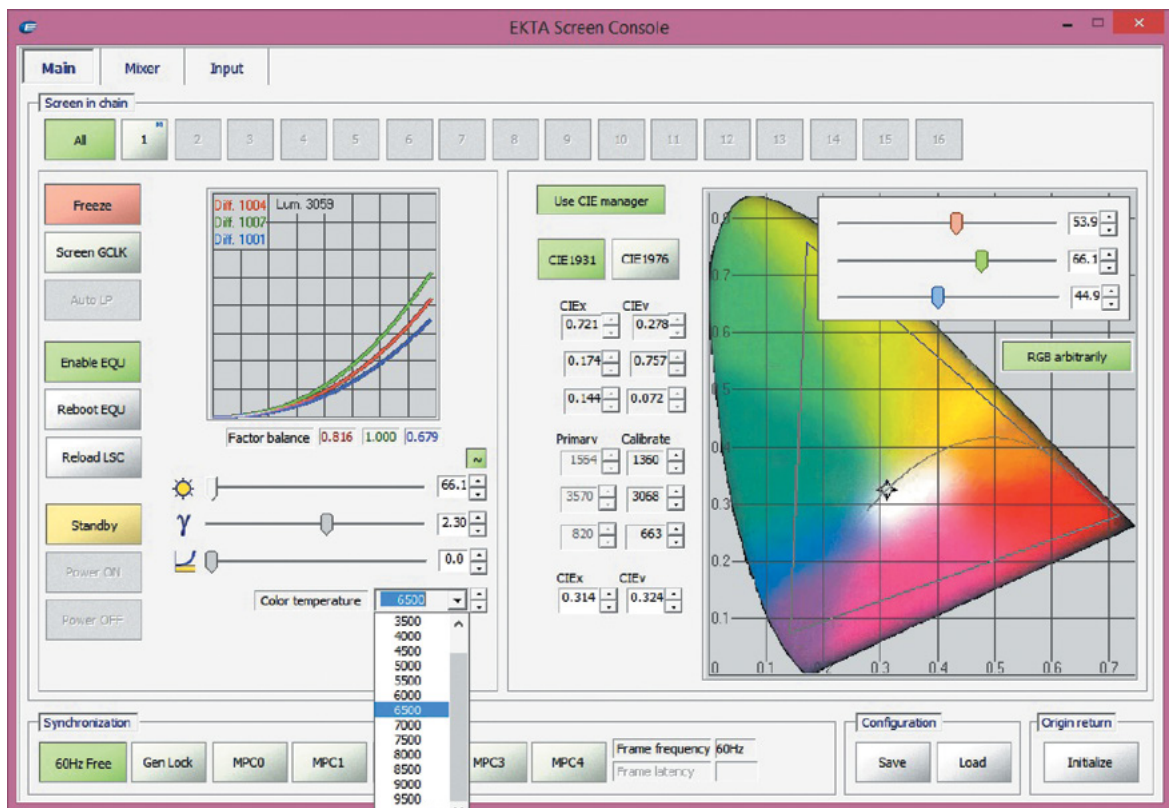 EKTA Screen Console
Main Mixer Input
Screen in chain
All 1 2 3 4 5 6 7 8 9 10 11 12 13 14 15 16
Freeze
Screen GCLK
Auto LP
Enable EQU
Reboot EQU
Reload LSC
Standby
Power ON
Power OFF
Diff. 1004 Lum. 3059
Diff. 1007
Diff. 1001
Factor balance 0.816 1.000 0.679
~
66.1
γ 2.30
0.0
Color temperature 6500
3500
4000
4500
5000
5500
6000
6500
7000
7500
8000
8500
9000
9500
Use CIE manager
CIE1931 CIE1976
CIEx CIEy
0.721 0.278
0.174 0.757
0.144 0.072
Primary Calibrate
1554 1360
3570 3068
820 663
CIEx CIEy
0.314 0.324
53.9
66.1
44.9
RGB arbitrarily
0.8
0.7
0.6
0.5
0.4
0.3
0.2
0.1
0 0.1 0.2 0.3 0.4 0.5 0.6 0.7
Synchronization
60Hz Free Gen Lock MPC0 MPC1 MPC3 MPC4
Frame frequency 60Hz
Frame latency
Configuration
Save Load
Origin return
Initialize